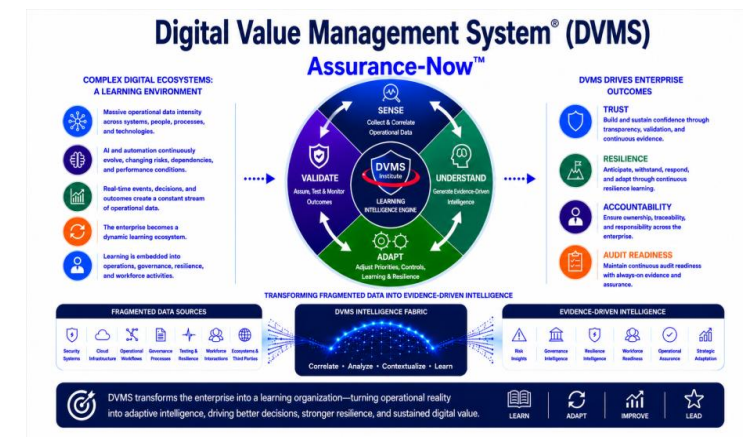 Digital Value Management System® (DVMS)
Assurance-Now™
COMPLEX DIGITAL ECOSYSTEMS:
A LEARNING ENVIRONMENT
Massive operational data intensity
across systems, people, processes,
and technologies.
AI and automation continuously
evolve, changing risks, dependencies,
and performance conditions.
Real-time events, decisions, and
outcomes create a constant stream
of operational data.
The enterprise becomes a
dynamic learning ecosystem.
Learning is embedded into
operations, governance, resilience,
and workforce activities.
SENSE
Collect & Correlate
Operational Data
VALIDATE
Assure, Test & Monitor
Outcomes
DVMS
Institute
LEARNING
INTELLIGENCE ENGINE
UNDERSTAND
Generate Evidence-Driven
Intelligence
ADAPT
Adjust Priorities, Controls,
Learning & Resilience
DVMS DRIVES ENTERPRISE
OUTCOMES
TRUST
Build and sustain confidence through
transparency, validation, and
continuous evidence.
RESILIENCE
Anticipate, withstand, respond,
and adapt through continuous
resilience learning.
ACCOUNTABILITY
Ensure ownership, traceability,
and responsibility across the
enterprise.
AUDIT READINESS
Maintain continuous audit readiness
with always-on evidence and
assurance.
TRANSFORMING FRAGMENTED DATA INTO EVIDENCE-DRIVEN INTELLIGENCE
FRAGMENTED DATA SOURCES
Security
Systems
Cloud
Infrastructure
Operational
Workflows
Governance
Processes
Testing &
Resilience
Workforce
Interactions
Ecosystems &
Third Parties
DVMS INTELLIGENCE FABRIC
Correlate • Analyze • Contextualize • Learn
EVIDENCE-DRIVEN INTELLIGENCE
Risk
Insights
Governance
Intelligence
Resilience
Intelligence
Workforce
Readiness
Operational
Assurance
Strategic
Adaptation
DVMS transforms the enterprise into a learning organization—turning operational reality
into adaptive intelligence, driving better decisions, stronger resilience, and sustained digital value.
LEARN
ADAPT
IMPROVE
LEAD